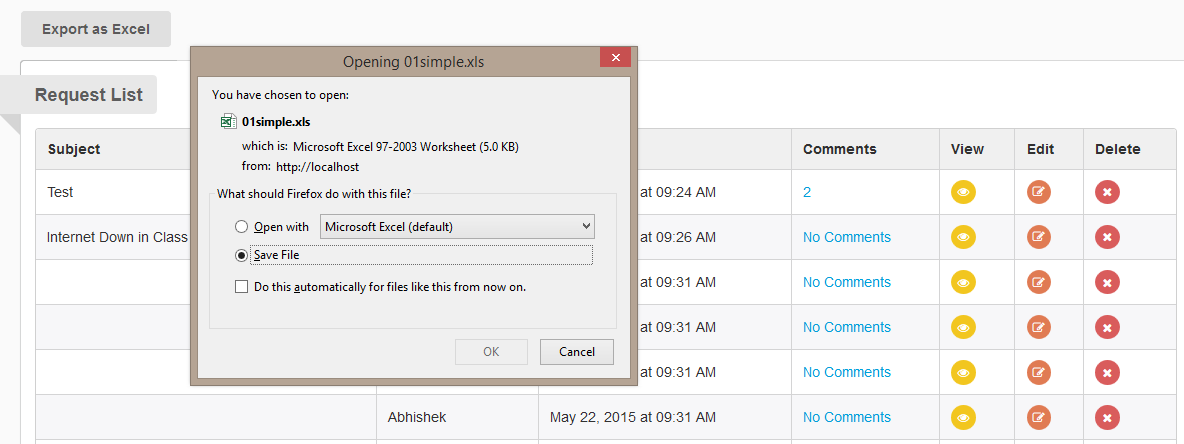 Export as Excel
Opening 01simple.xls
You have chosen to open:
01simple.xls
which is: Microsoft Excel 97-2003 Worksheet (5.0 KB)
from: http://localhost
What should Firefox do with this file?
Open with Microsoft Excel (default)
Save File
Do this automatically for files like this from now on.
OK Cancel
Request List
Subject Comments View Edit Delete
Test at 09:24 AM 2
Internet Down in Class at 09:26 AM No Comments
at 09:31 AM No Comments
at 09:31 AM No Comments
at 09:31 AM No Comments
Abhishek May 22, 2015 at 09:31 AM No Comments